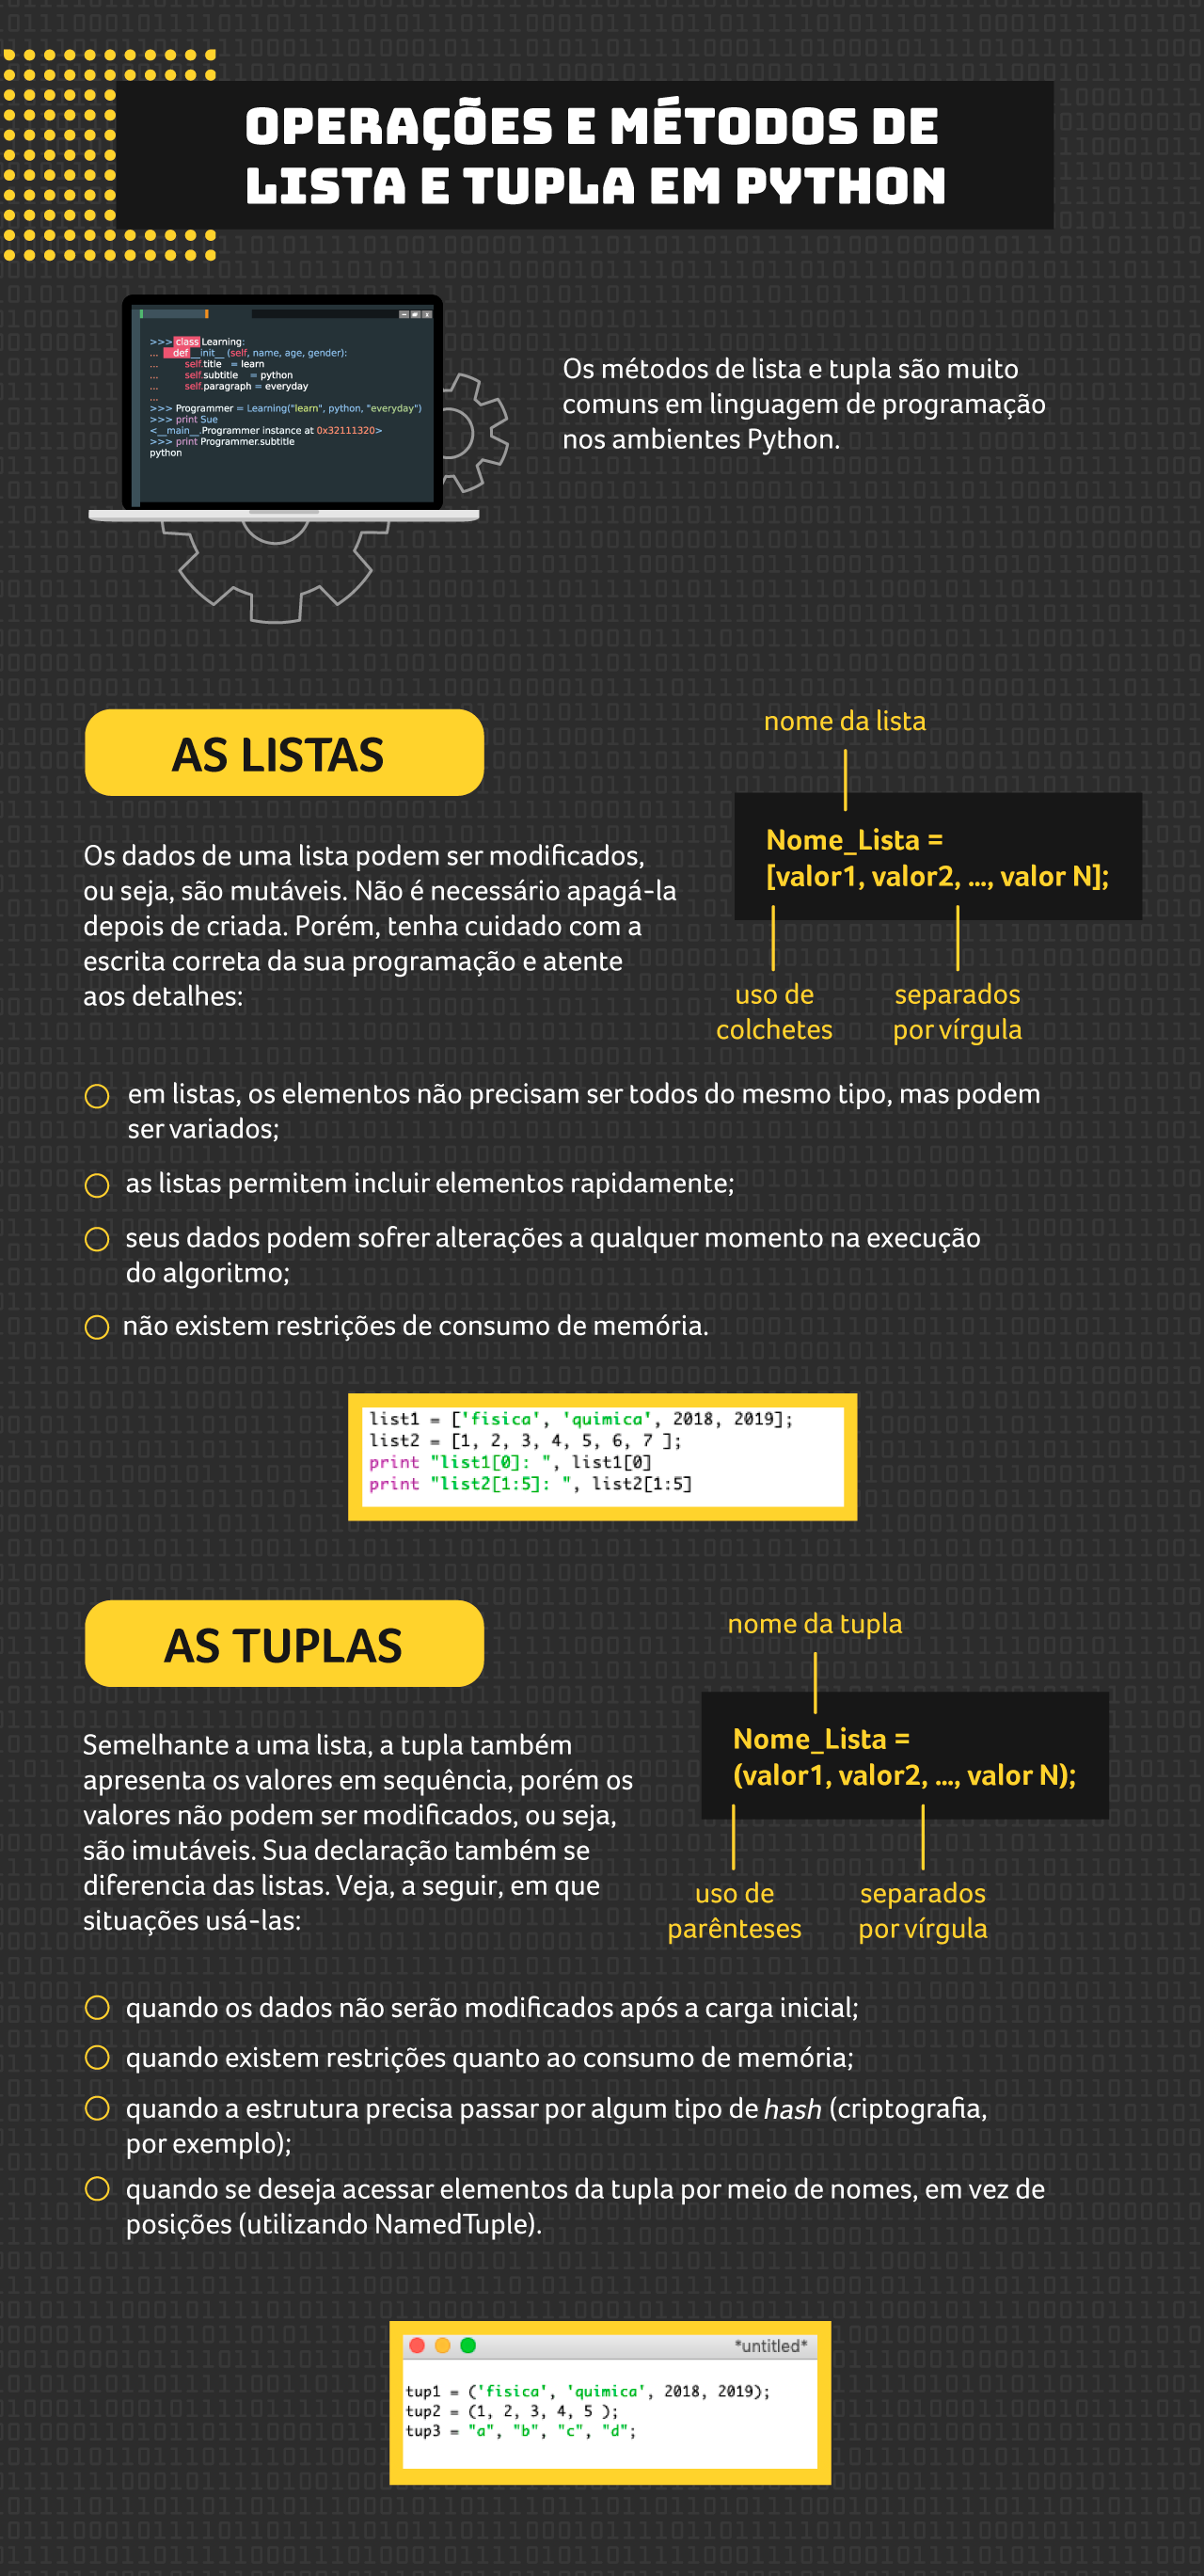 OPERAÇÕES E MÉTODOS DE
LISTA E TUPLA EM PYTHON
>>> class Learning:
... def __init__ (self, name, age, gender):
... self.title = learn
... self.subtitle = python
... self.paragraph = everyday
...
>>> Programmer = Learning("learn", python, "everyday")
>>> print Sue
<__main__.Programmer instance at 0x32111320>
>>> print Programmer.subtitle
python
Os métodos de lista e tupla são muito
comuns em linguagem de programação
nos ambientes Python.
AS LISTAS
Os dados de uma lista podem ser modificados,
ou seja, são mutáveis. Não é necessário apagá-la
depois de criada. Porém, tenha cuidado com a
escrita correta da sua programação e atente
aos detalhes:
nome da lista
Nome_Lista =
[valor1, valor2, ..., valor N];
uso de
colchetes
separados
por vírgula
em listas, os elementos não precisam ser todos do mesmo tipo, mas podem
ser variados;
as listas permitem incluir elementos rapidamente;
seus dados podem sofrer alterações a qualquer momento na execução
do algoritmo;
não existem restrições de consumo de memória.
list1 = ['fisica', 'quimica', 2018, 2019];
list2 = [1, 2, 3, 4, 5, 6, 7 ];
print "list1[0]: ", list1[0]
print "list2[1:5]: ", list2[1:5]
AS TUPLAS
Semelhante a uma lista, a tupla também
apresenta os valores em sequência, porém os
valores não podem ser modificados, ou seja,
são imutáveis. Sua declaração também se
diferencia das listas. Veja, a seguir, em que
situações usá-las:
nome da tupla
Nome_Lista =
(valor1, valor2, ..., valor N);
uso de
parênteses
separados
por vírgula
quando os dados não serão modificados após a carga inicial;
quando existem restrições quanto ao consumo de memória;
quando a estrutura precisa passar por algum tipo de hash (criptografia,
por exemplo);
quando se deseja acessar elementos da tupla por meio de nomes, em vez de
posições (utilizando NamedTuple).
*untitled*
tup1 = ('fisica', 'quimica', 2018, 2019);
tup2 = (1, 2, 3, 4, 5 );
tup3 = "a", "b", "c", "d";